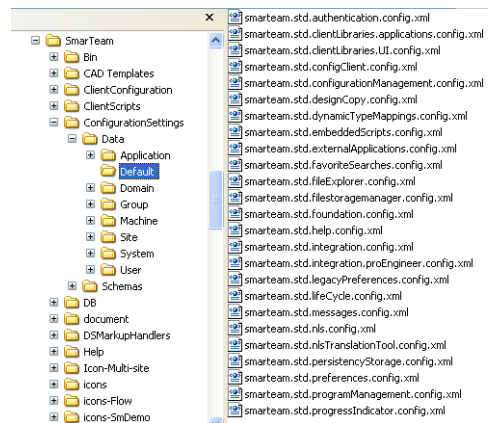 SmarTeam
Bin
CAD Templates
ClientConfiguration
ClientScripts
ConfigurationSettings
Data
Application
Default
Domain
Group
Machine
Site
System
User
Schemas
DB
document
DSMarkupHandlers
Help
Icon-Multi-site
icons
icons-Flow
icons-SmDemo
smarteam.std.authentication.config.xml
smarteam.std.clientLibraries.applications.config.xml
smarteam.std.clientLibraries.UI.config.xml
smarteam.std.configClient.config.xml
smarteam.std.configurationManagement.config.xml
smarteam.std.designCopy.config.xml
smarteam.std.dynamicTypeMappings.config.xml
smarteam.std.embeddedScripts.config.xml
smarteam.std.externalApplications.config.xml
smarteam.std.favoriteSearches.config.xml
smarteam.std.fileExplorer.config.xml
smarteam.std.filestoragemanager.config.xml
smarteam.std.foundation.config.xml
smarteam.std.help.config.xml
smarteam.std.integration.config.xml
smarteam.std.integration.proEngineer.config.xml
smarteam.std.legacyPreferences.config.xml
smarteam.std.lifeCycle.config.xml
smarteam.std.messages.config.xml
smarteam.std.nls.config.xml
smarteam.std.nlsTranslationTool.config.xml
smarteam.std.persistencyStorage.config.xml
smarteam.std.preferences.config.xml
smarteam.std.programManagement.config.xml
smarteam.std.progressIndicator.config.xml